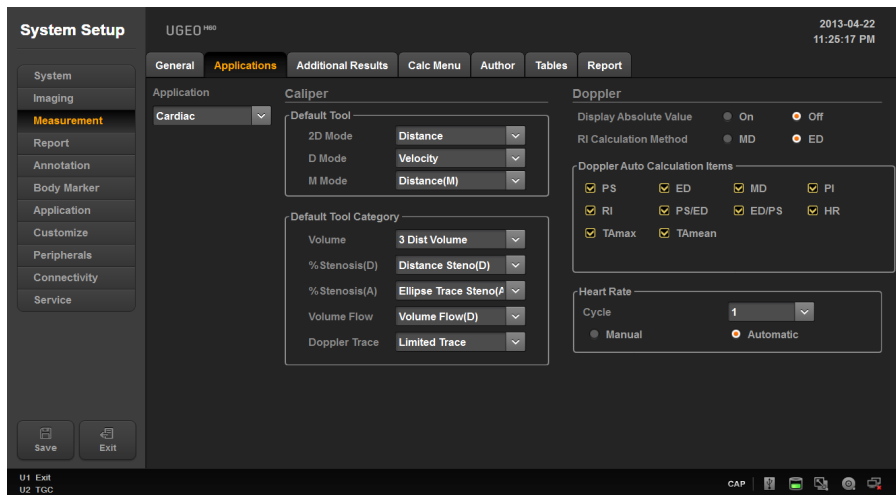 System Setup
UGEO H60
2013-04-22
11:25:17 PM
General Applications Additional Results Calc Menu Author Tables Report
System
Imaging
Measurement
Report
Annotation
Body Marker
Application
Customize
Peripherals
Connectivity
Service
Save Exit
Application
Cardiac
Caliper
Default Tool
2D Mode Distance
D Mode Velocity
M Mode Distance(M)
Default Tool Category
Volume 3 Dist Volume
%Stenosis(D) Distance Steno(D)
%Stenosis(A) Ellipse Trace Steno(A
Volume Flow Volume Flow(D)
Doppler Trace Limited Trace
Doppler
Display Absolute Value On Off
RI Calculation Method MD ED
Doppler Auto Calculation Items
PS ED MD PI
RI PS/ED ED/PS HR
TAmax TAmean
Heart Rate
Cycle 1
Manual Automatic
U1 Exit
U2 TGC
CAP